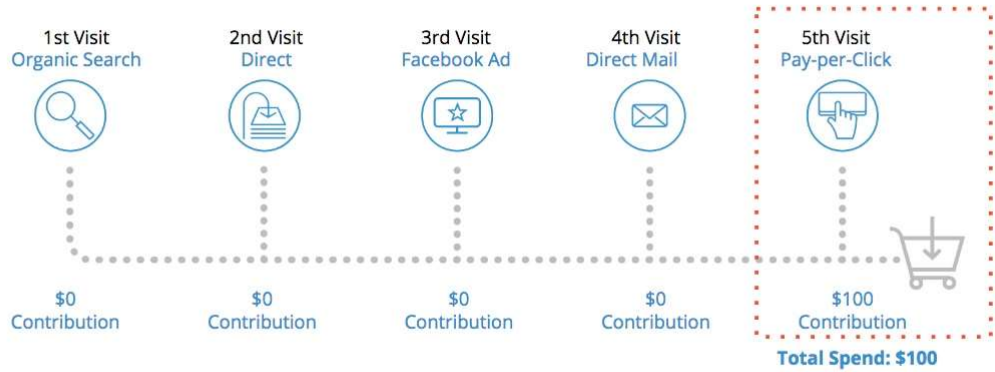 1st Visit
Organic Search
2nd Visit
Direct
3rd Visit
Facebook Ad
4th Visit
Direct Mail
5th Visit
Pay-per-Click
$0
Contribution
$0
Contribution
$0
Contribution
$0
Contribution
$100
Contribution
Total Spend: $100